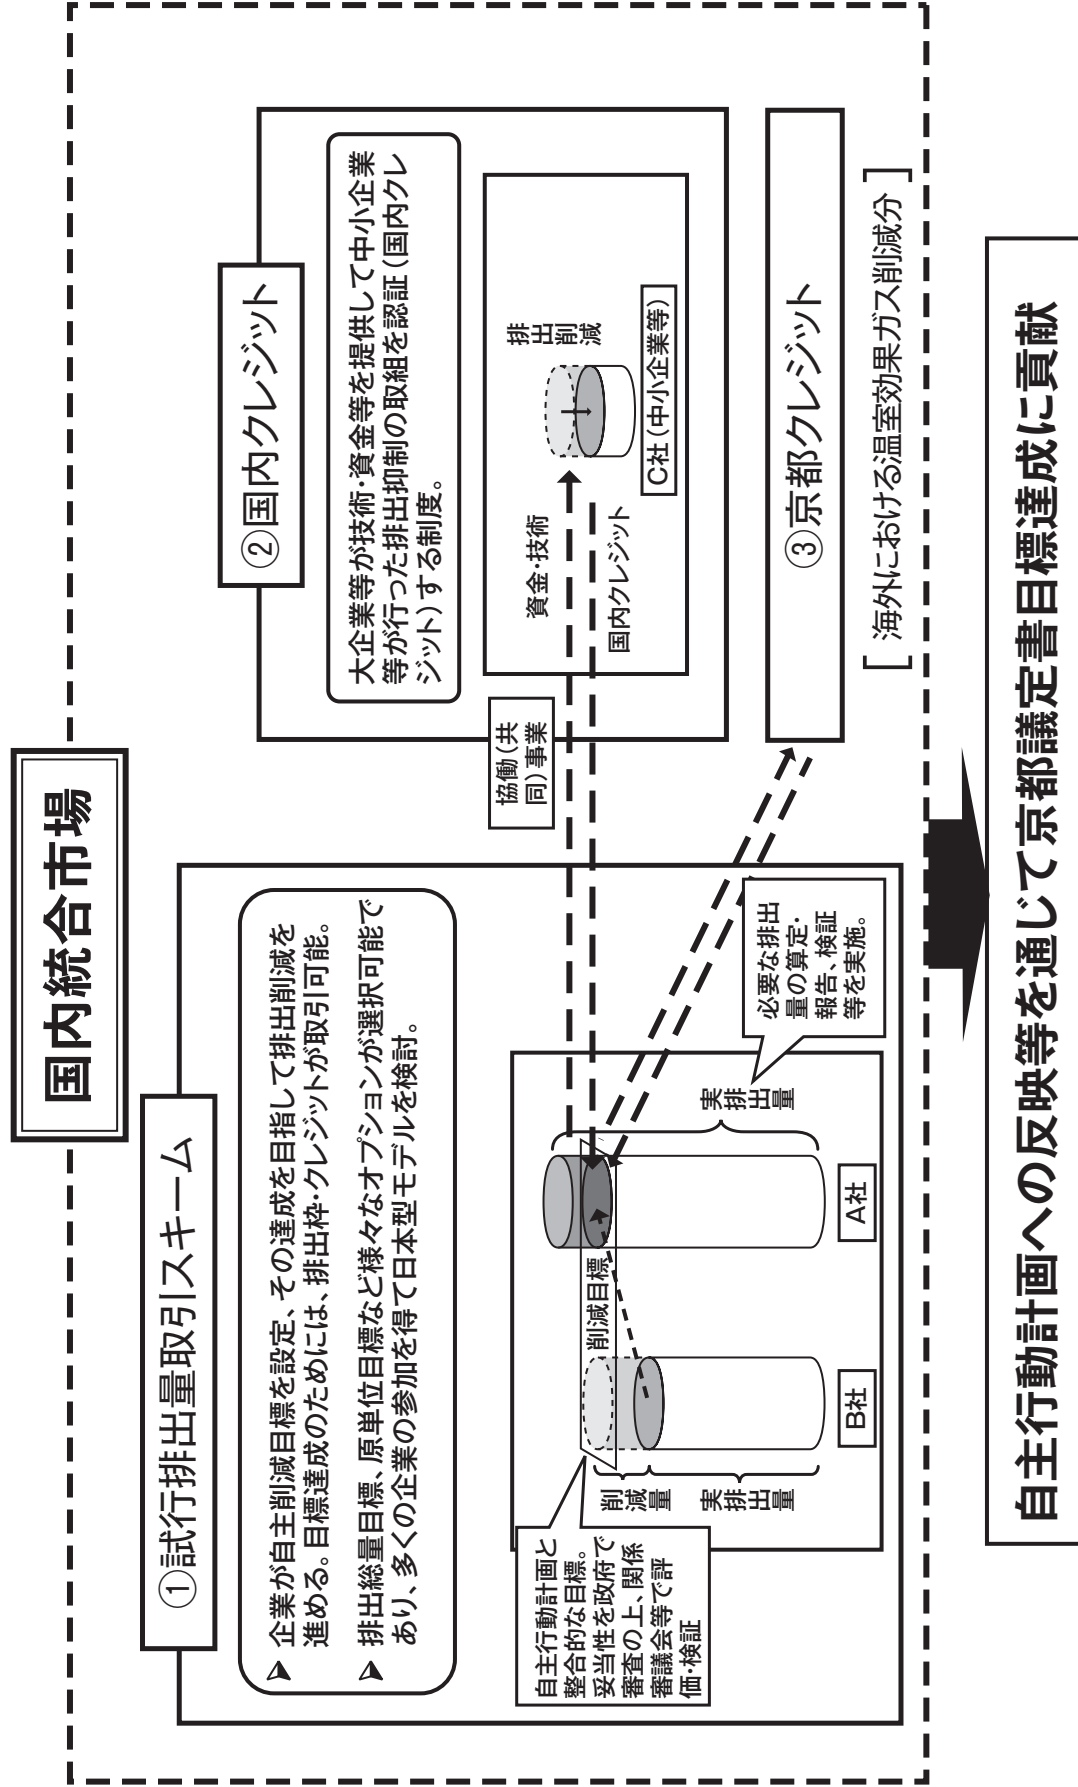 国内統合市場
①試行排出量取引スキーム
企業が自主削減目標を設定、その達成を目指して排出削減を
進める。目標達成のためには、排出枠・クレジットが取引可能。
排出総量目標、原単位目標など様々なオプションが選択可能で
あり、多くの企業の参加を得て日本型モデルを検討。
自主行動計画と
整合的な目標。
妥当性を政府で
審査の上、関係
審議会等で評
価・検証
削減量
実排出量
B社
削減目標
A社
実排出量
必要な排出
量の算定・
報告、検証
等を実施。
協働(共
同)事業
②国内クレジット
大企業等が技術・資金等を提供して中小企業
等が行った排出抑制の取組を認証(国内クレ
ジット)する制度。
資金・技術
国内クレジット
排出削減
C社(中小企業等)
③京都クレジット
[海外における温室効果ガス削減分]
自主行動計画への反映等を通じて京都議定書目標達成に貢献